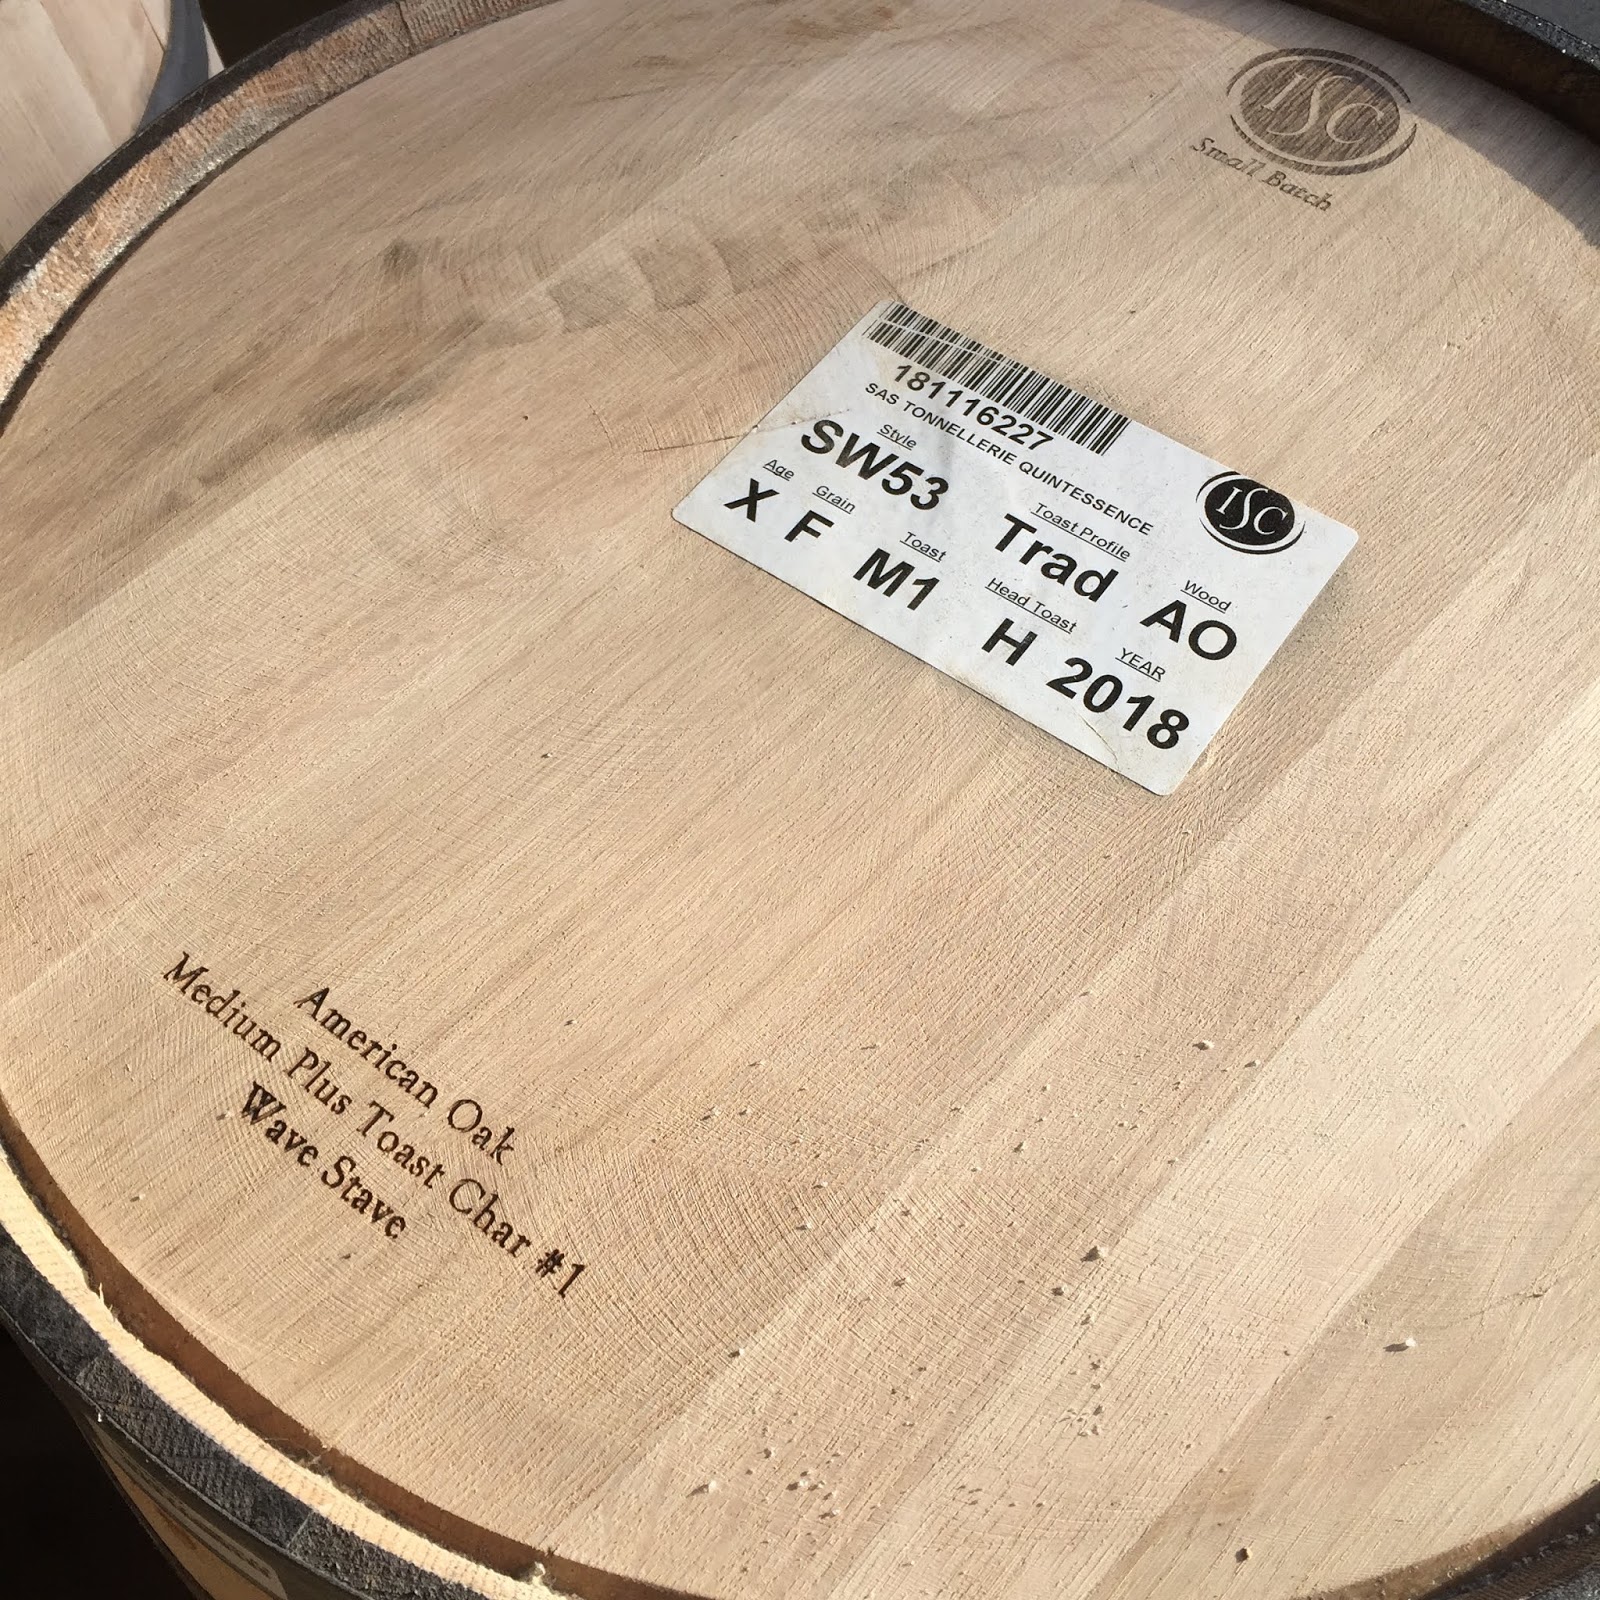 ISC
Small Batch
181116227
SAS TONNELLERIE QUINTESSENCE
ISC
Style Toast Profile Wood
SW53 Trad AO
Age Grain Toast Head Toast YEAR
X F M1 H 2018
American Oak
Medium Plus Toast Char #1
Wave Stave